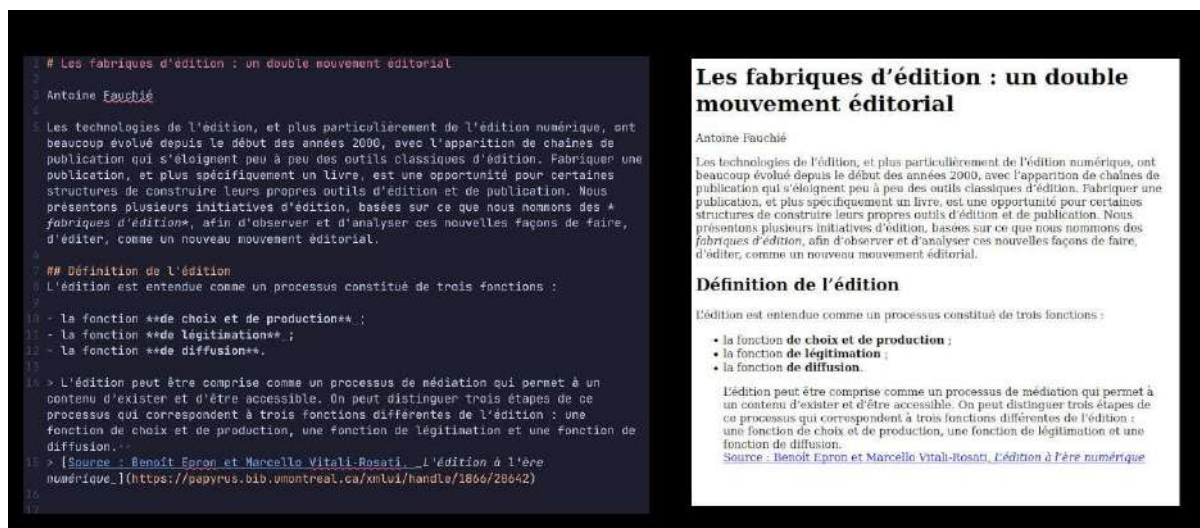 1 # Les fabriques d'édition : un double mouvement éditorial
2
3 Antoine Fauchié
4
5 Les technologies de l'édition, et plus particulièrement de l'édition numérique, ont
beaucoup évolué depuis le début des années 2000, avec l'apparition de chaînes de
publication qui s'éloignent peu à peu des outils classiques d'édition. Fabriquer une
publication, et plus spécifiquement un livre, est une opportunité pour certaines
structures de construire leurs propres outils d'édition et de publication. Nous
présentons plusieurs initiatives d'édition, basées sur ce que nous nommons des *
fabriques d'édition*, afin d'observer et d'analyser ces nouvelles façons de faire,
d'éditer, comme un nouveau mouvement éditorial.
6
7 ## Définition de l'édition
8 L'édition est entendue comme un processus constitué de trois fonctions :
9
10 - la fonction **de choix et de production** ;
11 - la fonction **de légitimation** ;
12 - la fonction **de diffusion**.
13
14 > L'édition peut être comprise comme un processus de médiation qui permet à un
contenu d'exister et d'être accessible. On peut distinguer trois étapes de ce
processus qui correspondent à trois fonctions différentes de l'édition : une
fonction de choix et de production, une fonction de légitimation et une fonction de
diffusion.
15 > [Source : Benoît Epron et Marcello Vitali-Rosati, _L'édition à l'ère
numérique_](https://papyrus.bib.umontreal.ca/xmlui/handle/1866/20642)
16
17
Les fabriques d'édition : un double
mouvement éditorial
Antoine Fauchié
Les technologies de l'édition, et plus particulièrement de l'édition numérique, ont
beaucoup évolué depuis le début des années 2000, avec l'apparition de chaînes de
publication qui s'éloignent peu à peu des outils classiques d'édition. Fabriquer une
publication, et plus spécifiquement un livre, est une opportunité pour certaines
structures de construire leurs propres outils d'édition et de publication. Nous
présentons plusieurs initiatives d'édition, basées sur ce que nous nommons des
fabriques d'édition, afin d'observer et d'analyser ces nouvelles façons de faire,
d'éditer, comme un nouveau mouvement éditorial.
Définition de l'édition
L'édition est entendue comme un processus constitué de trois fonctions :
• la fonction de choix et de production ;
• la fonction de légitimation ;
• la fonction de diffusion.
L'édition peut être comprise comme un processus de médiation qui permet à
un contenu d'exister et d'être accessible. On peut distinguer trois étapes de
ce processus qui correspondent à trois fonctions différentes de l'édition :
une fonction de choix et de production, une fonction de légitimation et une
fonction de diffusion.
Source : Benoît Epron et Marcello Vitali-Rosati, L'édition à l'ère numérique